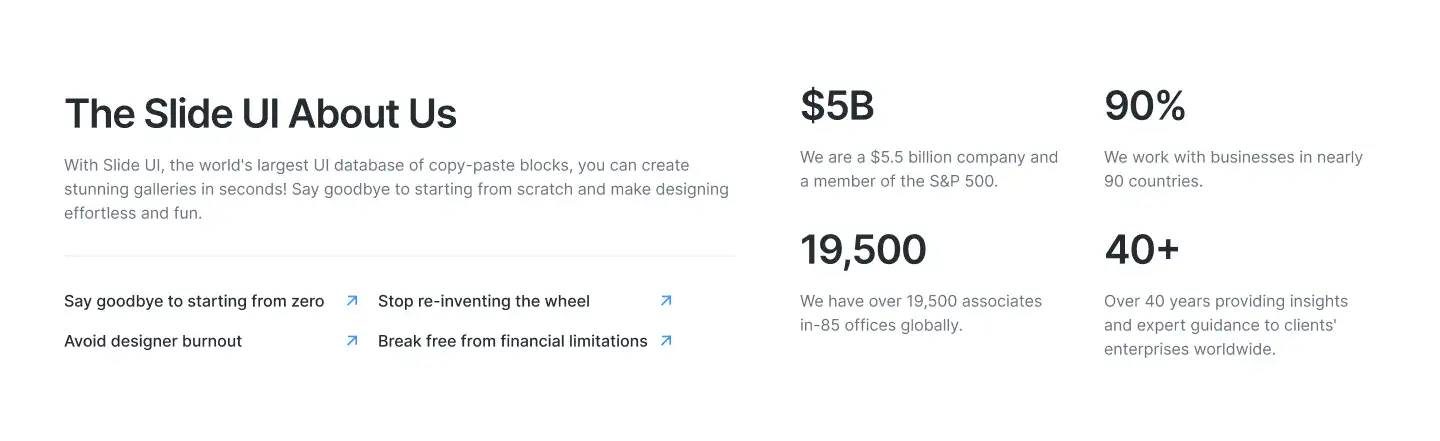 The Slide UI About Us
With Slide UI, the world's largest UI database of copy-paste blocks, you can create
stunning galleries in seconds! Say goodbye to starting from scratch and make designing
effortless and fun.
Say goodbye to starting from zero
Stop re-inventing the wheel
Avoid designer burnout
Break free from financial limitations
$5B
We are a $5.5 billion company and
a member of the S&P 500.
90%
We work with businesses in nearly
90 countries.
19,500
We have over 19,500 associates
in-85 offices globally.
40+
Over 40 years providing insights
and expert guidance to clients'
enterprises worldwide.